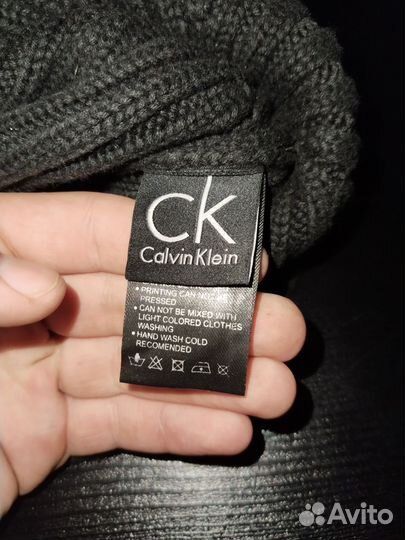 ck
Calvin Klein
• PRINTING CAN NOT
PRESSED
• CAN NOT BE MIXED WITH
LIGHT COLORED CLOTHES
WASHING
• HAND WASH COLD
RECOMENDED
Avito